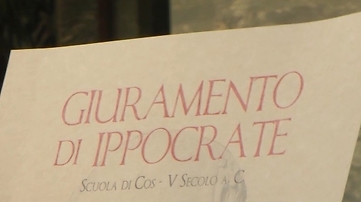 GIURAMENTO
DI IPPOCRATE
SCUOLA DI COS - V SECOLO A. C.